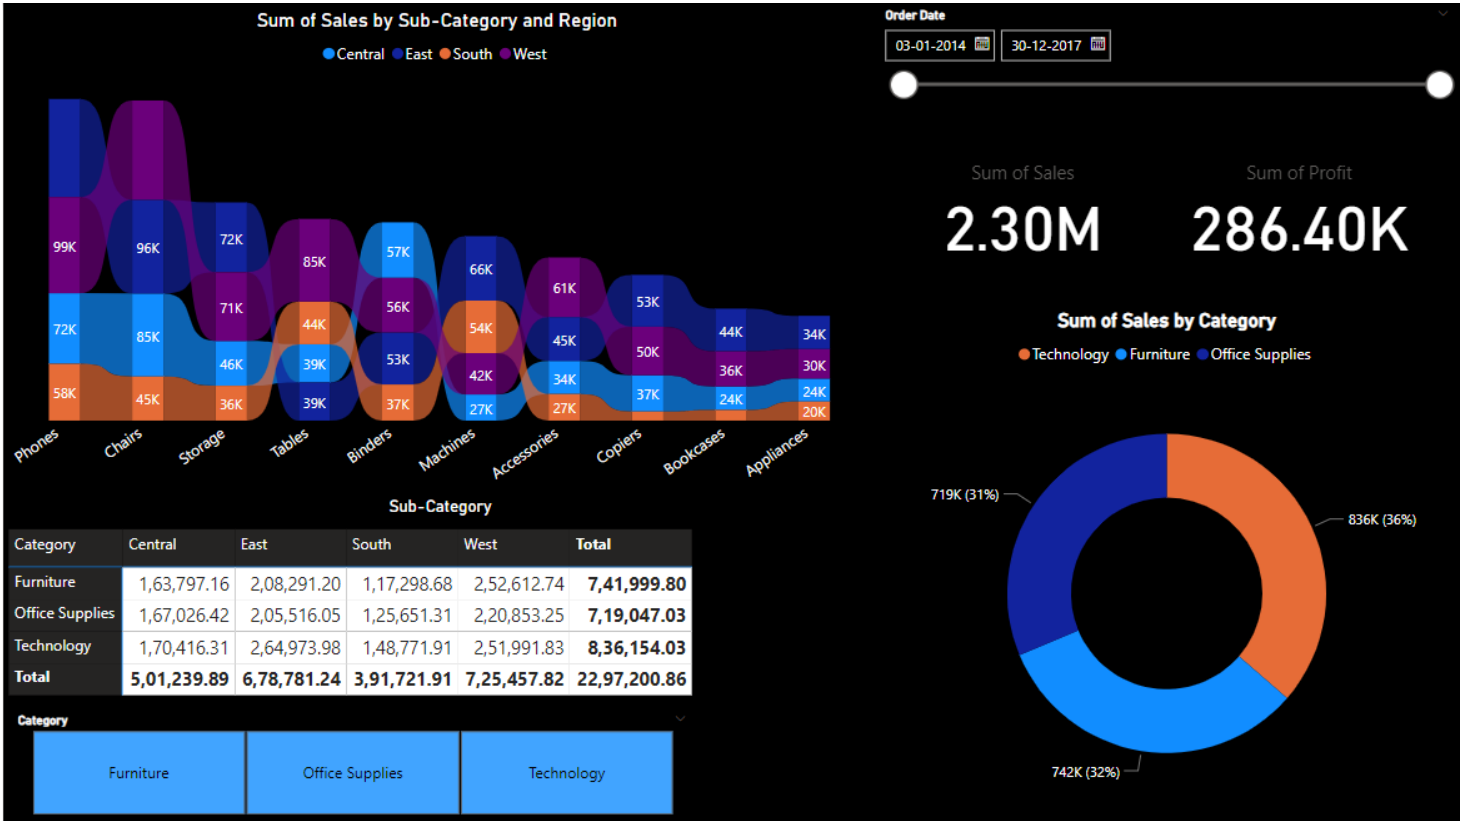 Sum of Sales by Sub-Category and Region
Central East South West
99K 72K 58K
96K 85K 45K
72K 71K 46K 36K
85K 44K 39K 39K
57K 56K 53K 37K
66K 54K 42K 27K
61K 45K 34K 27K
53K 50K 37K
44K 36K 24K
34K 30K 24K 20K
Phones Chairs Storage Tables Binders Machines Accessories Copiers Bookcases Appliances
Sub-Category
Category Central East South West Total
Furniture 1,63,797.16 2,08,291.20 1,17,298.68 2,52,612.74 7,41,999.80
Office Supplies 1,67,026.42 2,05,516.05 1,25,651.31 2,20,853.25 7,19,047.03
Technology 1,70,416.31 2,64,973.98 1,48,771.91 2,51,991.83 8,36,154.03
Total 5,01,239.89 6,78,781.24 3,91,721.91 7,25,457.82 22,97,200.86
Category
Furniture Office Supplies Technology
Order Date
03-01-2014 30-12-2017
Sum of Sales Sum of Profit
2.30M 286.40K
Sum of Sales by Category
Technology Furniture Office Supplies
719K (31%)
836K (36%)
742K (32%)